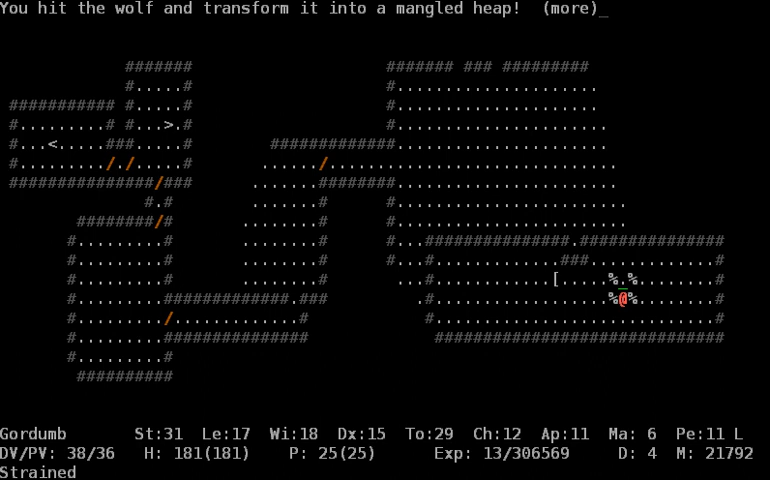 You hit the wolf and transform it into a mangled heap!  (more)_
Gordumb       St:31  Le:17  Wi:18  Dx:15  To:29  Ch:12  Ap:11  Ma: 6  Pe:11 L
DV/PV: 38/36   H: 181(181)    P: 25(25)     Exp: 13/306569     D: 4  M: 21792
Strained